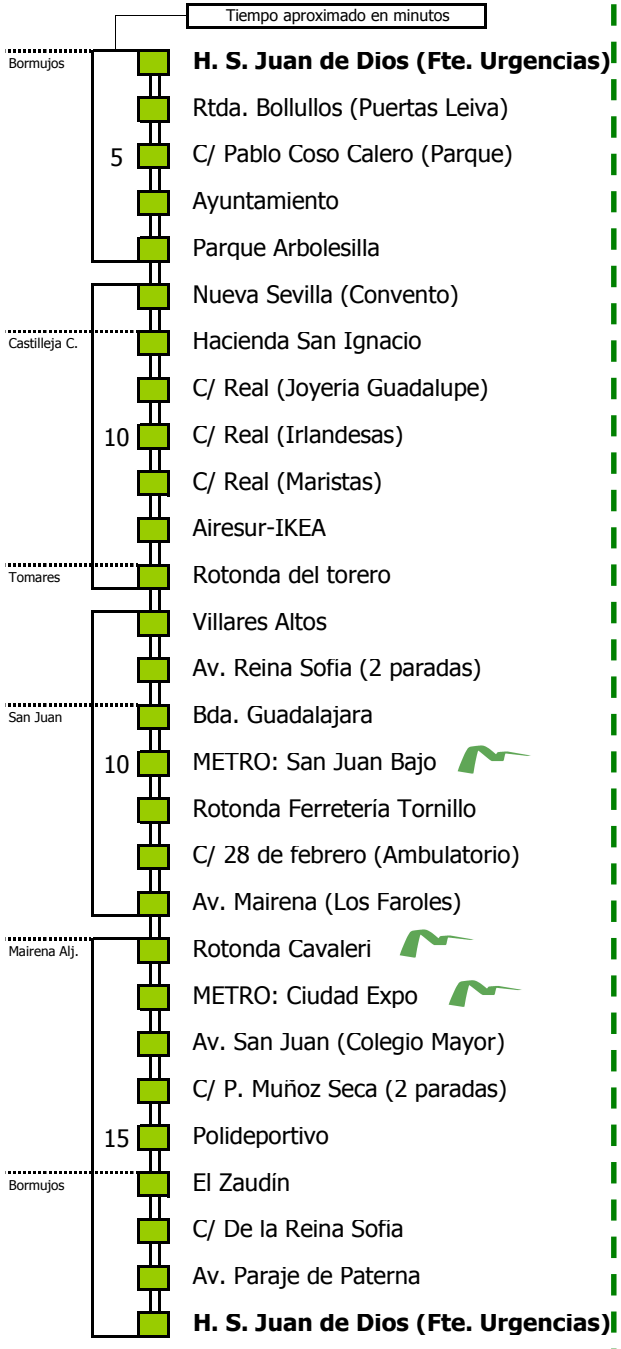 Tiempo aproximado en minutos
Bormujos
H. S. Juan de Dios (Fte. Urgencias)
Rtda. Bollullos (Puertas Leiva)
5
C/ Pablo Coso Calero (Parque)
Ayuntamiento
Parque Arbolesilla
Nueva Sevilla (Convento)
Castilleja C.
Hacienda San Ignacio
C/ Real (Joyeria Guadalupe)
10
C/ Real (Irlandesas)
C/ Real (Maristas)
Airesur-IKEA
Tomares
Rotonda del torero
Villares Altos
Av. Reina Sofia (2 paradas)
San Juan
Bda. Guadalajara
10
METRO: San Juan Bajo
Rotonda Ferretería Tornillo
C/ 28 de febrero (Ambulatorio)
Av. Mairena (Los Faroles)
Mairena Alj.
Rotonda Cavaleri
METRO: Ciudad Expo
Av. San Juan (Colegio Mayor)
C/ P. Muñoz Seca (2 paradas)
15
Polideportivo
Bormujos
El Zaudín
C/ De la Reina Sofia
Av. Paraje de Paterna
H. S. Juan de Dios (Fte. Urgencias)